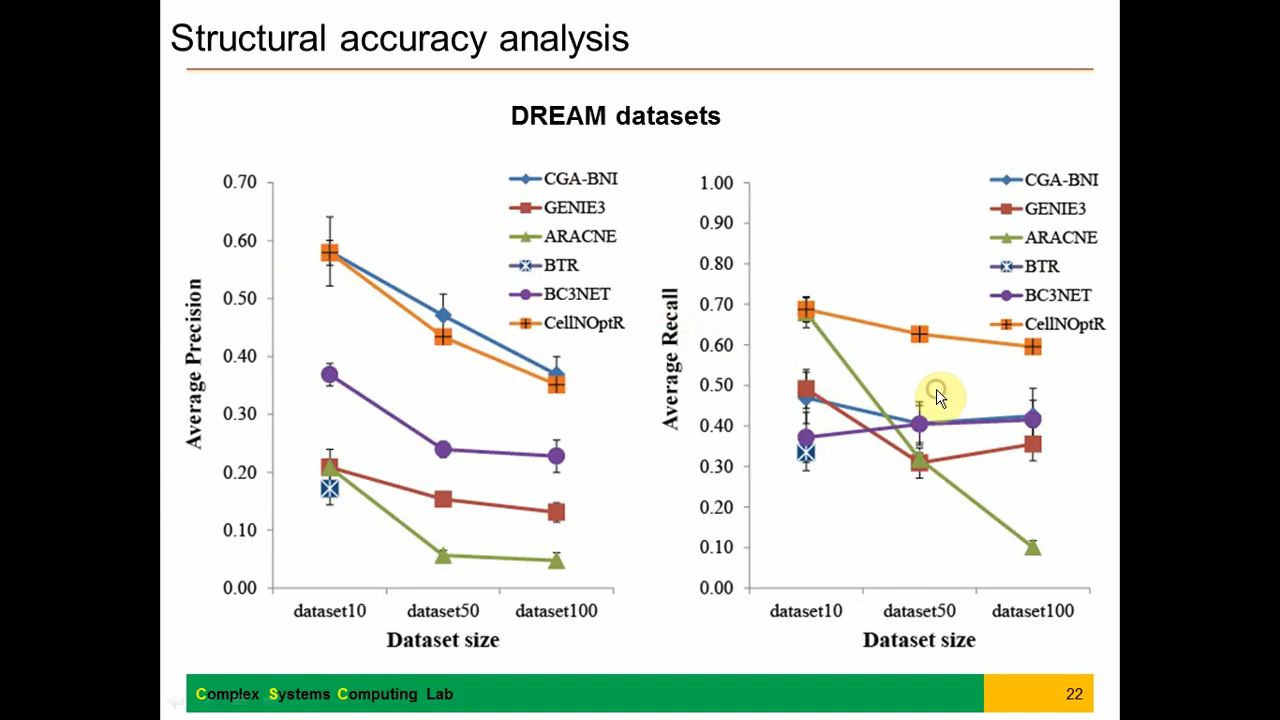 Structural accuracy analysis
DREAM datasets
Average Precision
0.70
0.60
0.50
0.40
0.30
0.20
0.10
0.00
dataset10
dataset50
dataset100
Dataset size
CGA-BNI
GENIE3
ARACNE
BTR
BC3NET
CellNOptR
Average Recall
1.00
0.90
0.80
0.70
0.60
0.50
0.40
0.30
0.20
0.10
0.00
dataset10
dataset50
dataset100
Dataset size
CGA-BNI
GENIE3
ARACNE
BTR
BC3NET
CellNOptR
Complex Systems Computing Lab
22